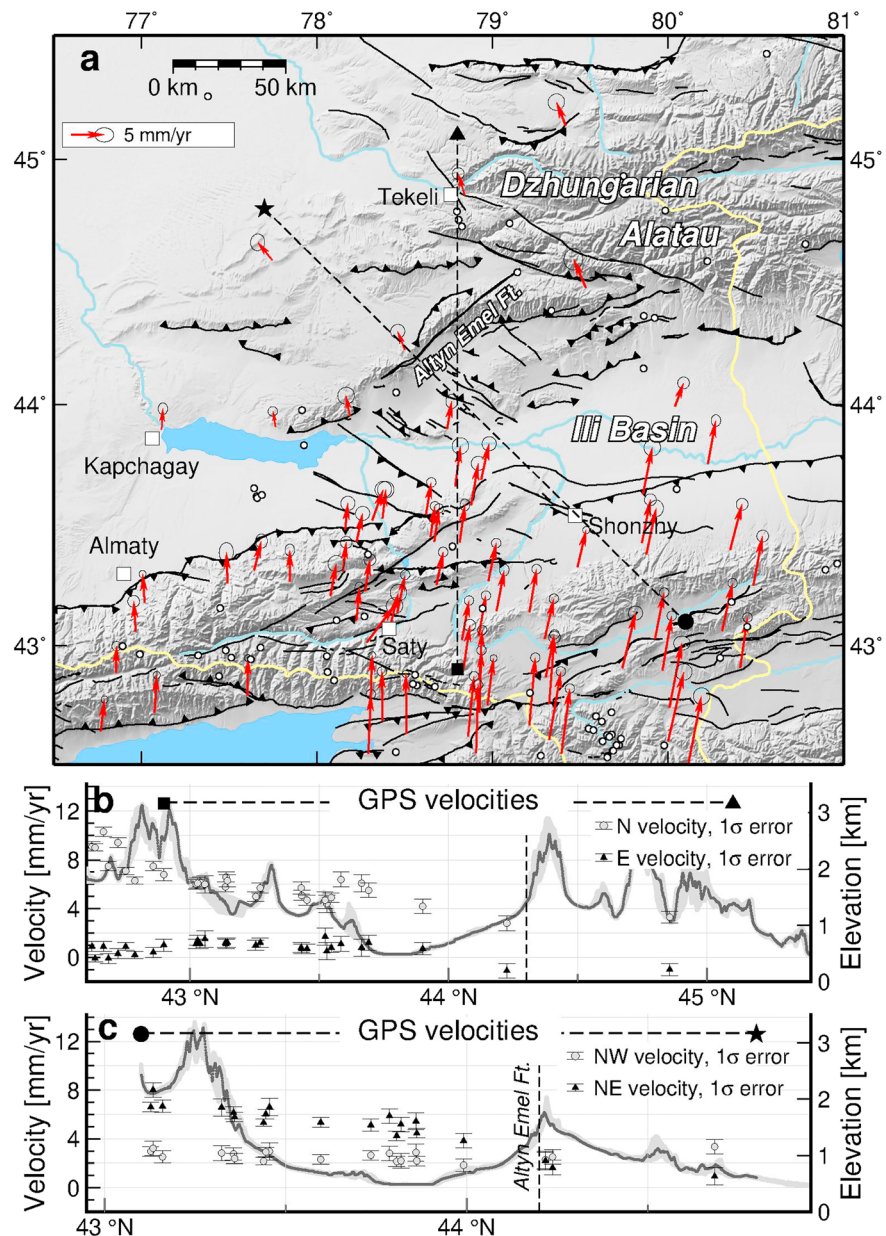 77˚ 78˚ 79˚ 80˚ 81˚
a
0 km 50 km
5 mm/yr
45˚ 45˚
Tekeli
Dzhungarian
Alatau
Altyn Emel Ft.
44˚ 44˚
Ili Basin
Kapchagay
Shonzhy
Almaty
43˚ 43˚
Saty
b
GPS velocities
N velocity, 1σ error
E velocity, 1σ error
Velocity [mm/yr]
12
8
4
0
Elevation [km]
3
2
1
0
43 °N 44 °N 45 °N
c
GPS velocities
NW velocity, 1σ error
NE velocity, 1σ error
Altyn Emel Ft.
Velocity [mm/yr]
12
8
4
0
Elevation [km]
3
2
1
0
43 °N 44 °N